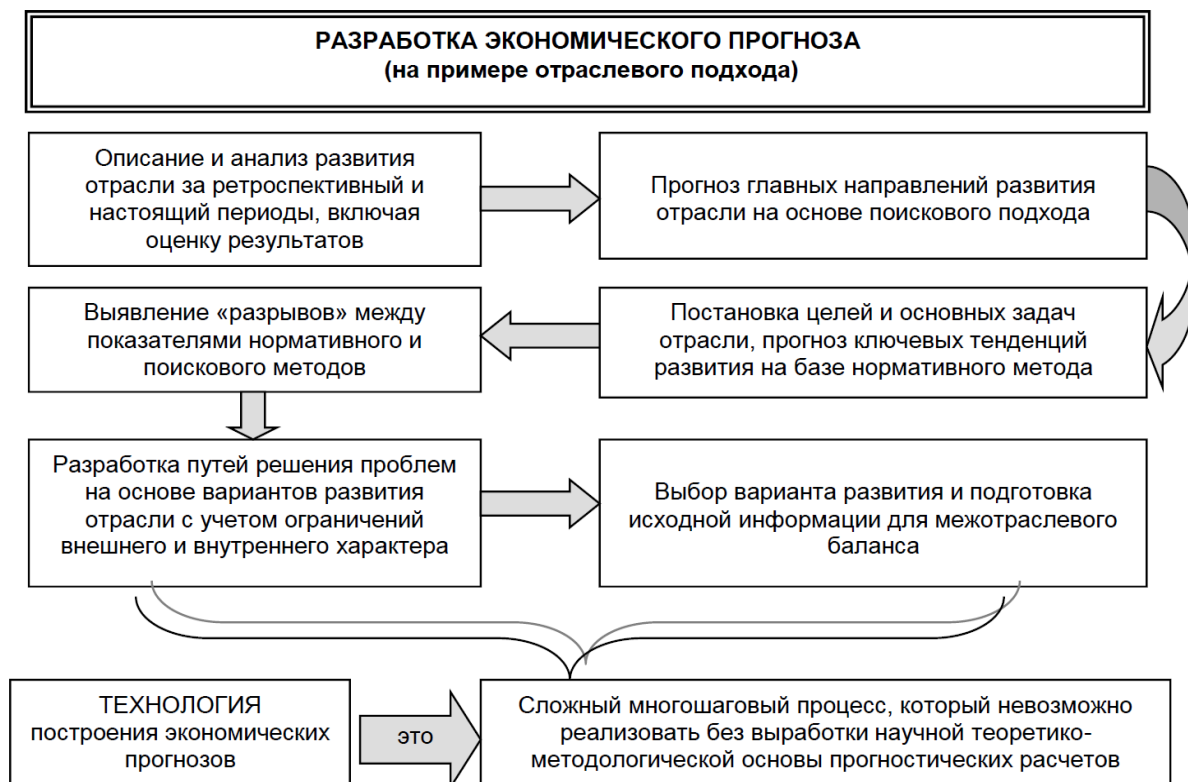 РАЗРАБОТКА ЭКОНОМИЧЕСКОГО ПРОГНОЗА
(на примере отраслевого подхода)
Описание и анализ развития
отрасли за ретроспективный и
настоящий периоды, включая
оценку результатов
Прогноз главных направлений развития
отрасли на основе поискового подхода
Постановка целей и основных задач
отрасли, прогноз ключевых тенденций
развития на базе нормативного метода
Выявление «разрывов» между
показателями нормативного и
поискового методов
Разработка путей решения проблем
на основе вариантов развития
отрасли с учетом ограничений
внешнего и внутреннего характера
Выбор варианта развития и подготовка
исходной информации для межотраслевого
баланса
ТЕХНОЛОГИЯ
построения экономических
прогнозов
это
Сложный многошаговый процесс, который невозможно
реализовать без выработки научной теоретико-
методологической основы прогностических расчетов